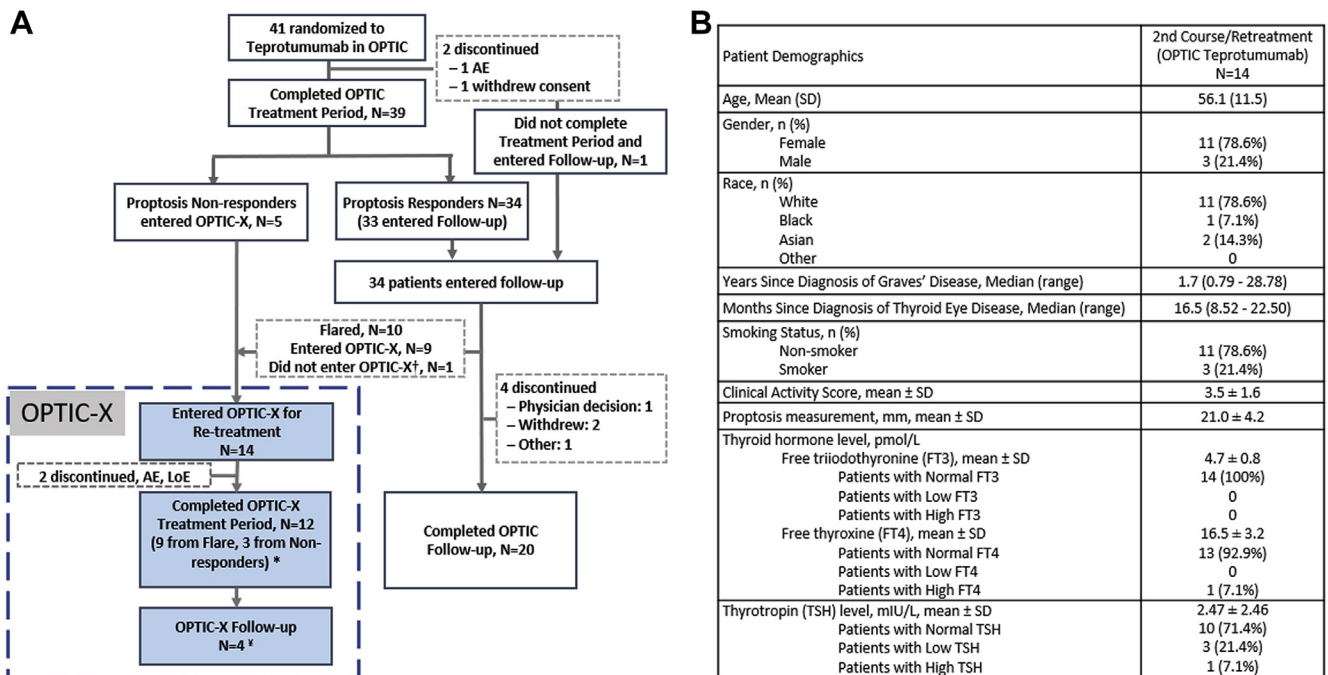 A
41 randomized to
Teprotumumab in OPTIC
2 discontinued
– 1 AE
– 1 withdrew consent
Completed OPTIC
Treatment Period, N=39
Did not complete
Treatment Period and
entered Follow-up, N=1
Proptosis Non-responders
entered OPTIC-X, N=5
Proptosis Responders N=34
(33 entered Follow-up)
34 patients entered follow-up
Flared, N=10
Entered OPTIC-X, N=9
Did not enter OPTIC-X†, N=1
4 discontinued
– Physician decision: 1
– Withdrew: 2
– Other: 1
OPTIC-X
Entered OPTIC-X for
Re-treatment
N=14
2 discontinued, AE, LoE
Completed OPTIC-X
Treatment Period, N=12
(9 from Flare, 3 from Non-
responders) *
Completed OPTIC
Follow-up, N=20
OPTIC-X Follow-up
N=4 ¥
B
Patient Demographics
2nd Course/Retreatment
(OPTIC Teprotumumab)
N=14
Age, Mean (SD) 56.1 (11.5)
Gender, n (%)
Female 11 (78.6%)
Male 3 (21.4%)
Race, n (%)
White 11 (78.6%)
Black 1 (7.1%)
Asian 2 (14.3%)
Other 0
Years Since Diagnosis of Graves' Disease, Median (range) 1.7 (0.79 - 28.78)
Months Since Diagnosis of Thyroid Eye Disease, Median (range) 16.5 (8.52 - 22.50)
Smoking Status, n (%)
Non-smoker 11 (78.6%)
Smoker 3 (21.4%)
Clinical Activity Score, mean ± SD 3.5 ± 1.6
Proptosis measurement, mm, mean ± SD 21.0 ± 4.2
Thyroid hormone level, pmol/L
Free triiodothyronine (FT3), mean ± SD 4.7 ± 0.8
Patients with Normal FT3 14 (100%)
Patients with Low FT3 0
Patients with High FT3 0
Free thyroxine (FT4), mean ± SD 16.5 ± 3.2
Patients with Normal FT4 13 (92.9%)
Patients with Low FT4 0
Patients with High FT4 1 (7.1%)
Thyrotropin (TSH) level, mIU/L, mean ± SD 2.47 ± 2.46
Patients with Normal TSH 10 (71.4%)
Patients with Low TSH 3 (21.4%)
Patients with High TSH 1 (7.1%)